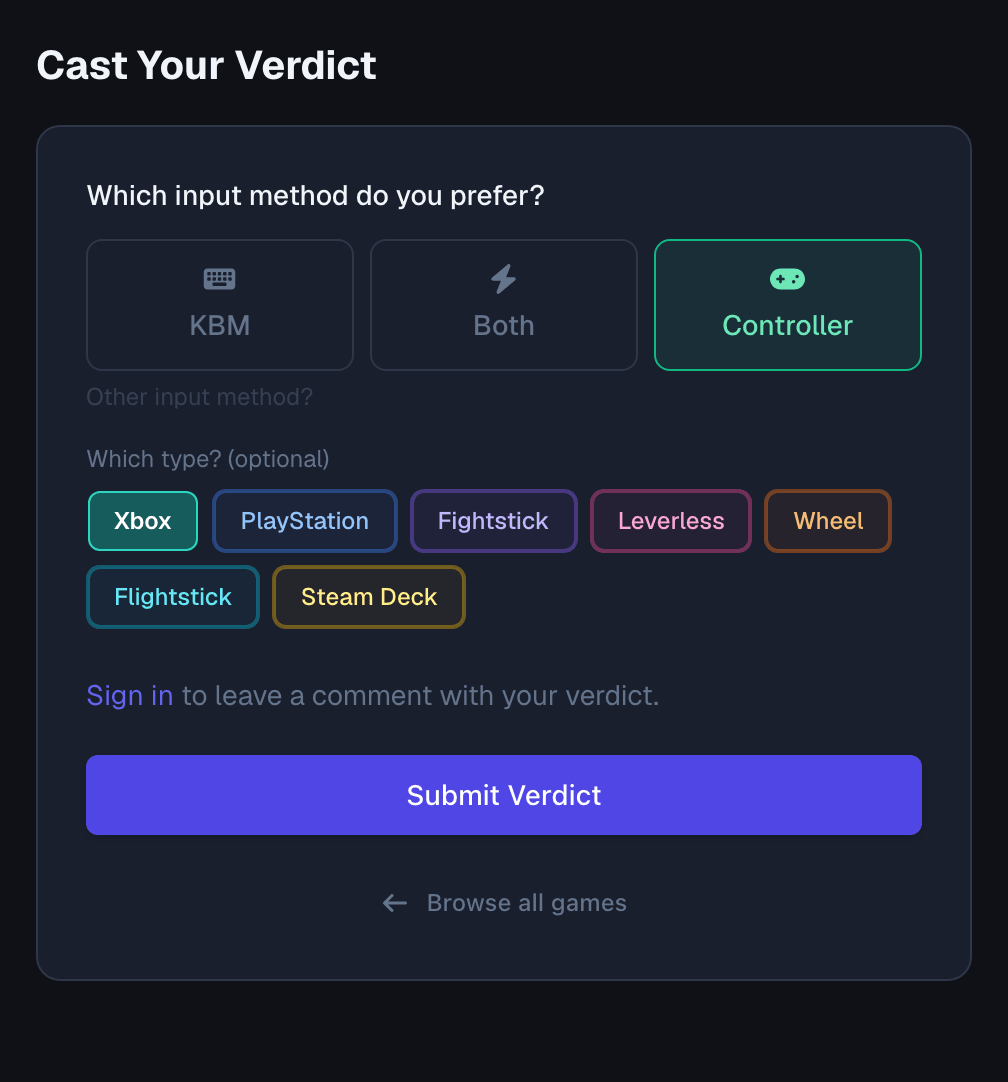 Cast Your Verdict
Which input method do you prefer?
KBM
Both
Controller
Other input method?
Which type? (optional)
Xbox
PlayStation
Fightstick
Leverless
Wheel
Flightstick
Steam Deck
Sign in to leave a comment with your verdict.
Submit Verdict
← Browse all games